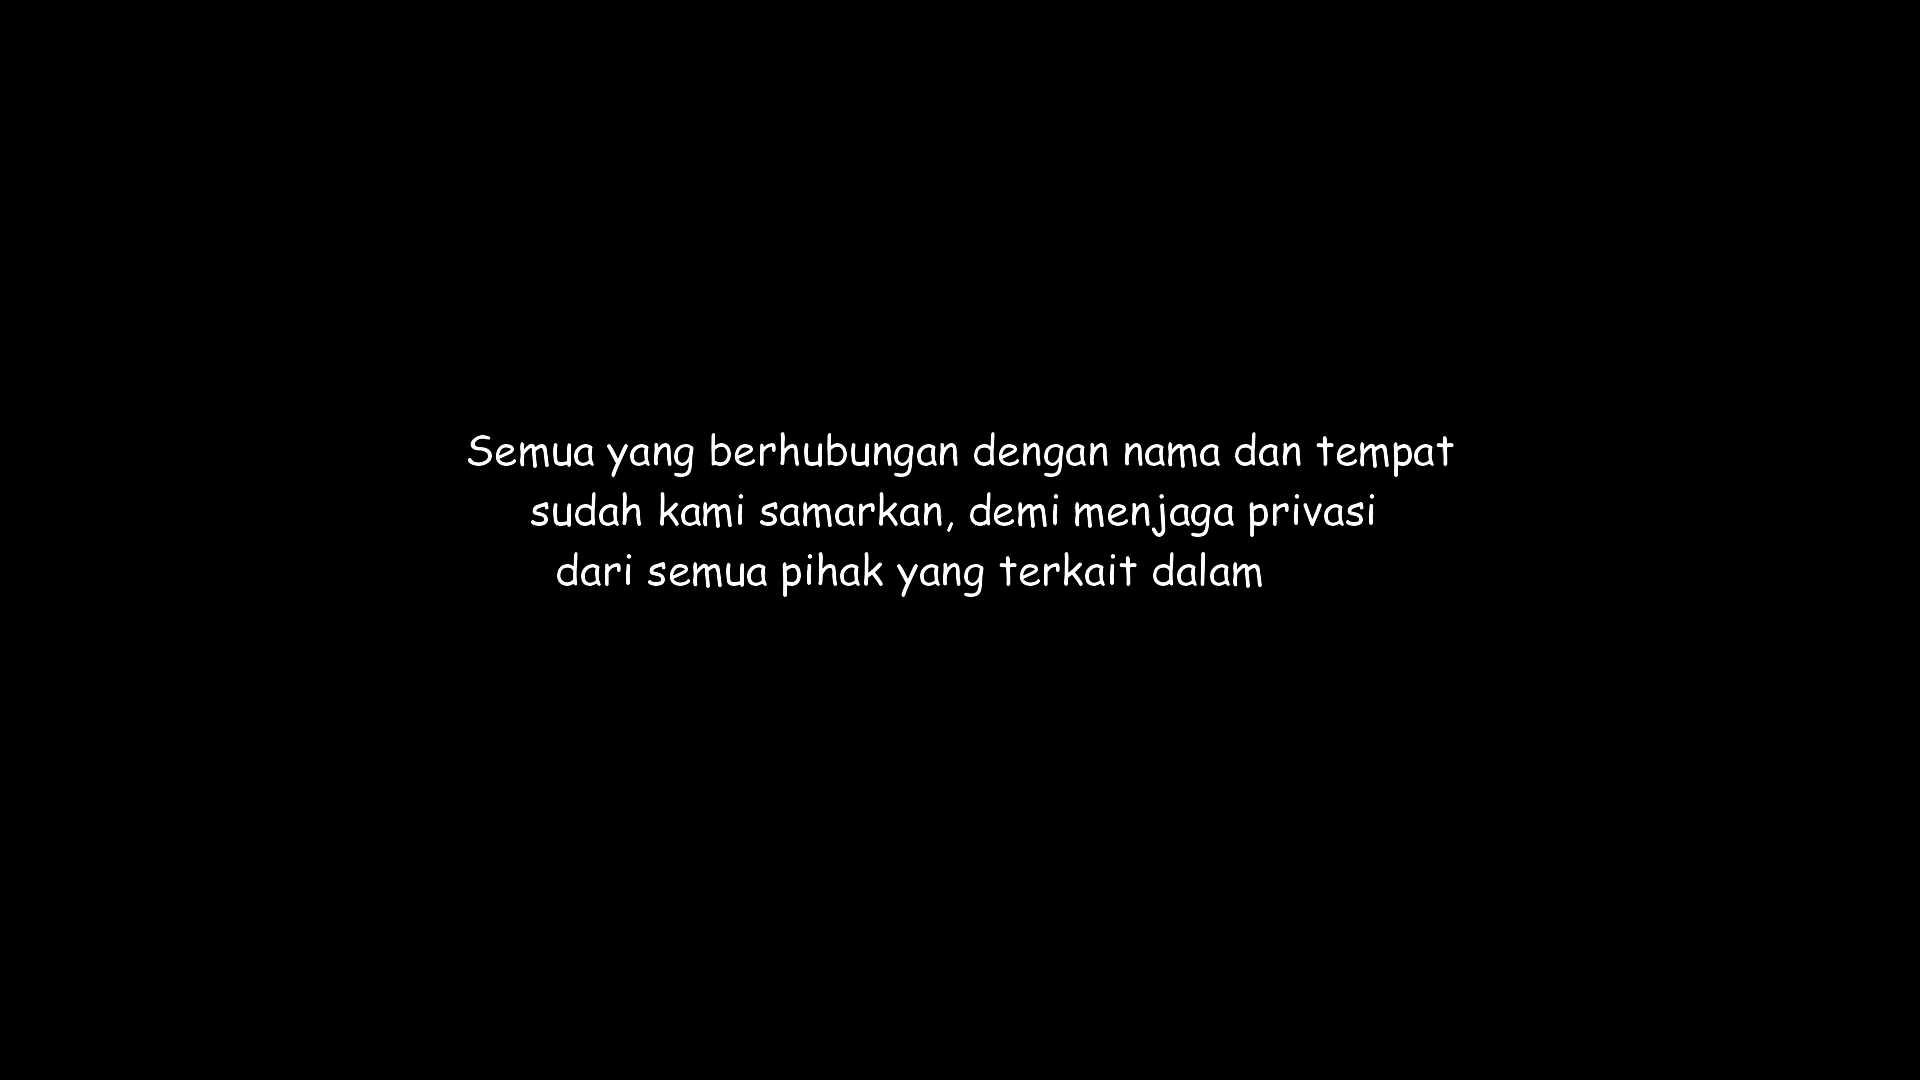 Semua yang berhubungan dengan nama dan tempat
sudah kami samarkan, demi menjaga privasi
dari semua pihak yang terkait dalam